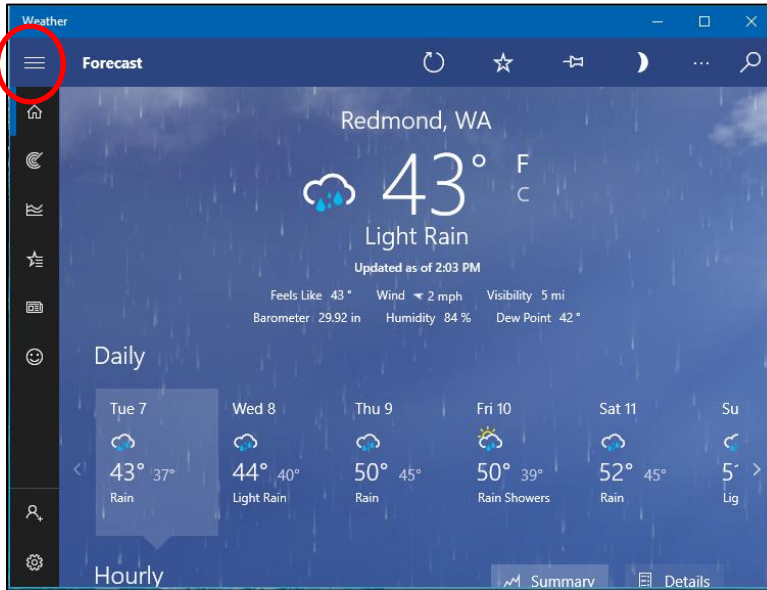 Weather
Forecast
Redmond, WA
43° F
C
Light Rain
Updated as of 2:03 PM
Feels Like 43° Wind 2 mph Visibility 5 mi
Barometer 29.92 in Humidity 84 % Dew Point 42°
Daily
Tue 7 Wed 8 Thu 9 Fri 10 Sat 11 Su
43° 37° 44° 40° 50° 45° 50° 39° 52° 45° 5
Rain Light Rain Rain Rain Showers Rain Lig
Hourly Summary Details